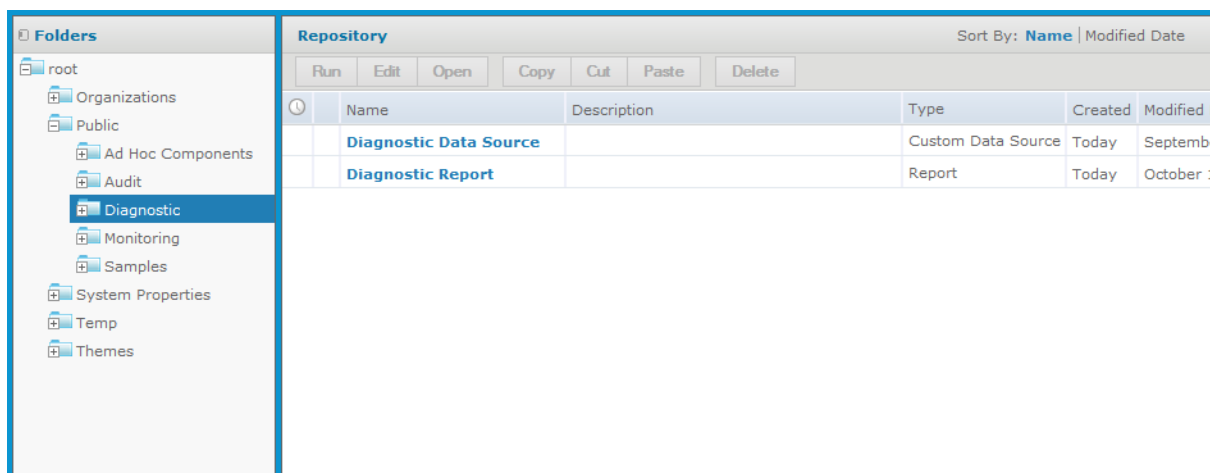 Folders
root
Organizations
Public
Ad Hoc Components
Audit
Diagnostic
Monitoring
Samples
System Properties
Temp
Themes
Repository
Sort By: Name | Modified Date
Run Edit Open Copy Cut Paste Delete
Name Description Type Created Modified
Diagnostic Data Source Custom Data Source Today Septemb
Diagnostic Report Report Today October